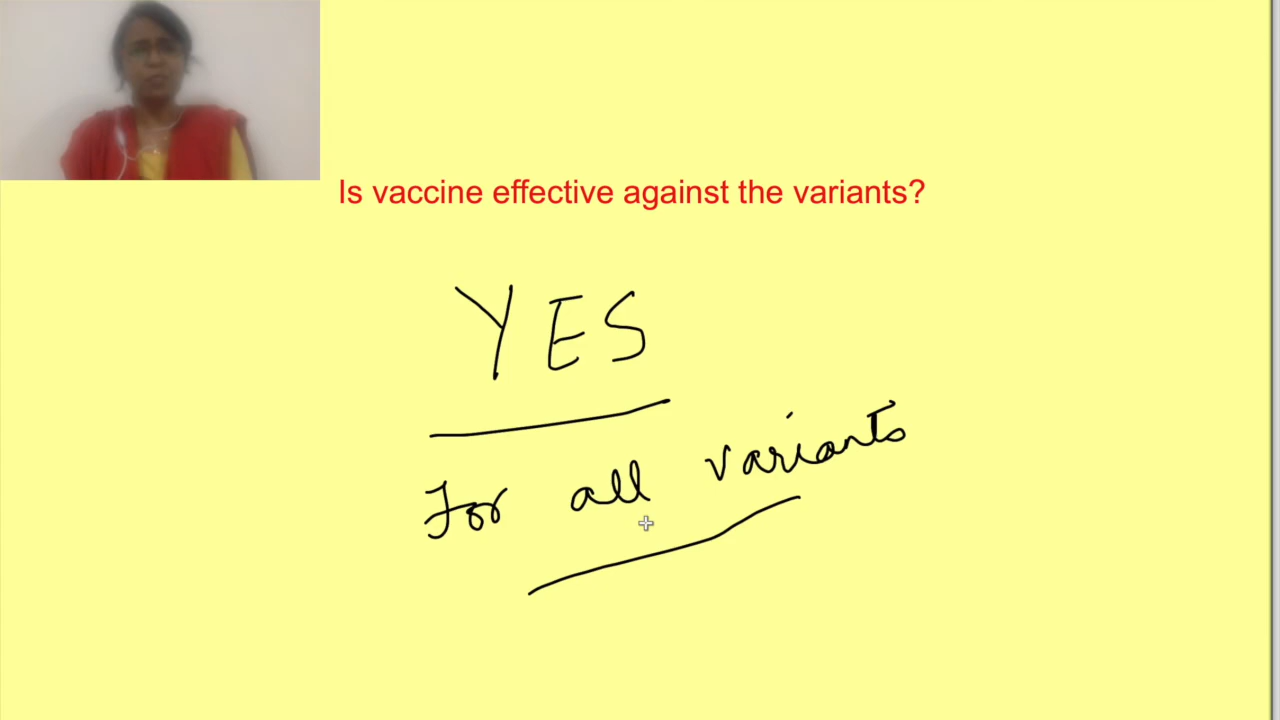 Is vaccine effective against the variants?
YES
For all variants